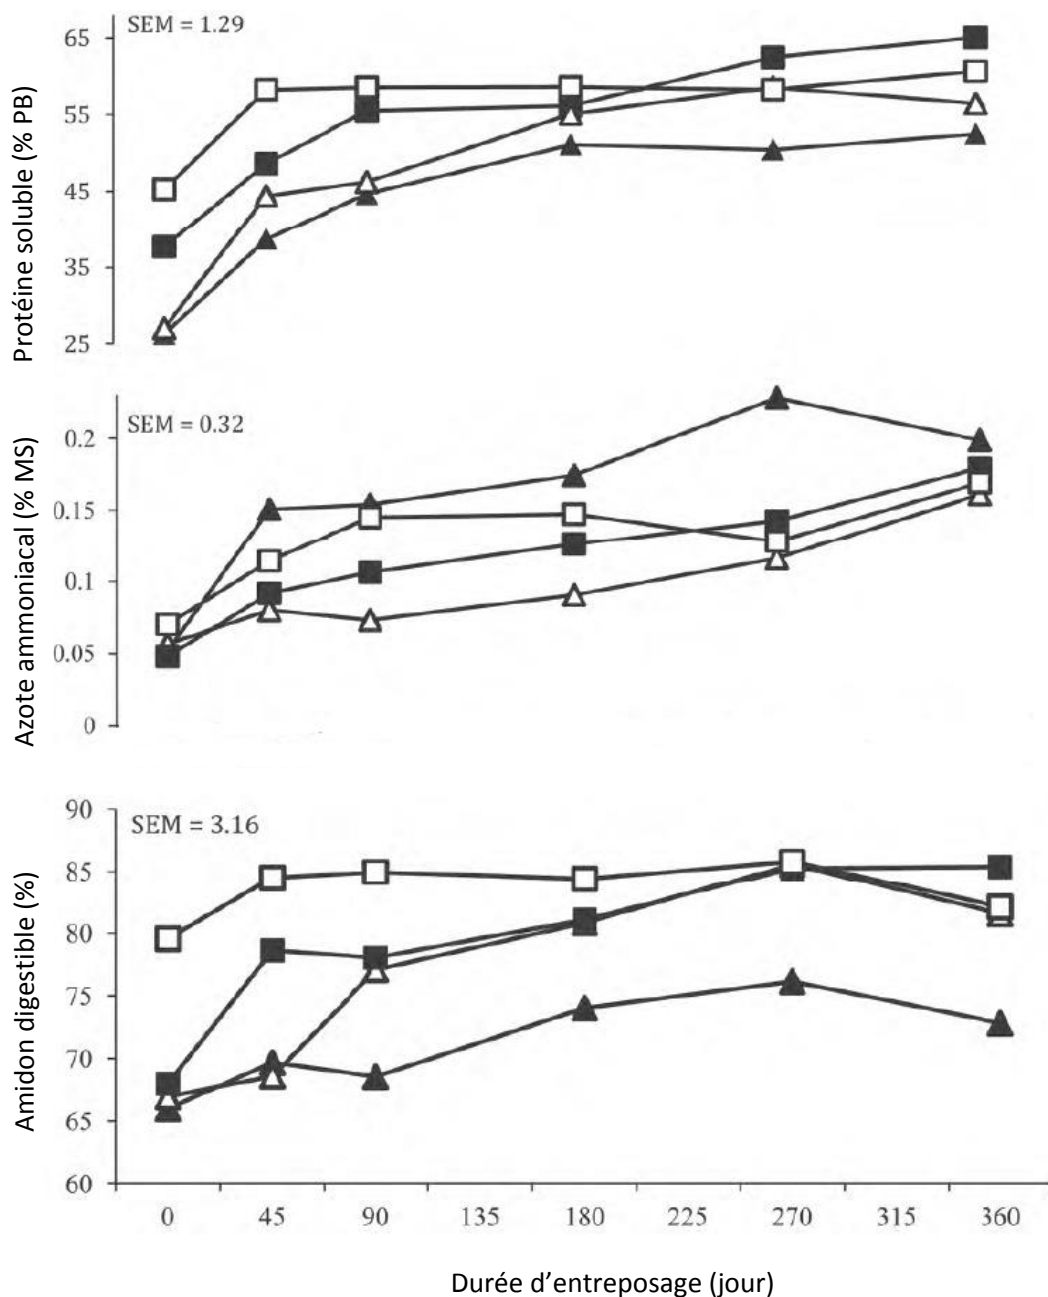 SEM = 1.29
Protéine soluble (% PB)
65
55
45
35
25
SEM = 0.32
Azote ammoniacal (% MS)
0.2
0.15
0.1
0.05
0
SEM = 3.16
Amidon digestible (%)
90
85
80
75
70
65
60
0 45 90 135 180 225 270 315 360
Durée d’entreposage (jour)